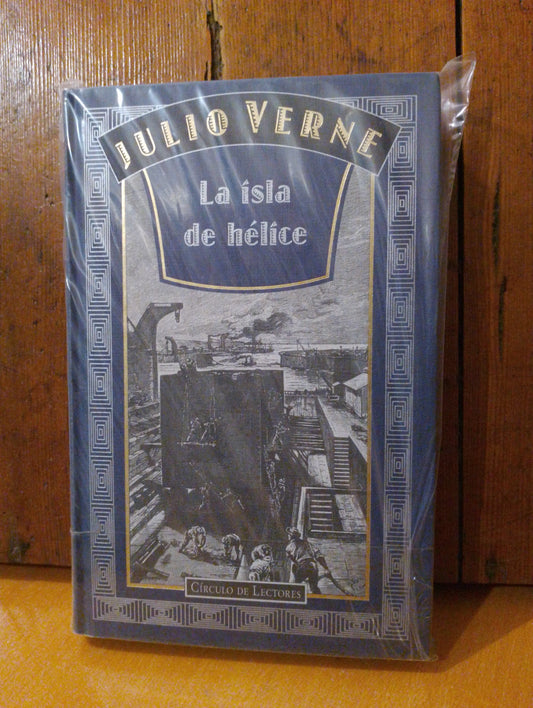 JULIO VERNE
La isla
de hélice
CÍRCULO DE LECTORES